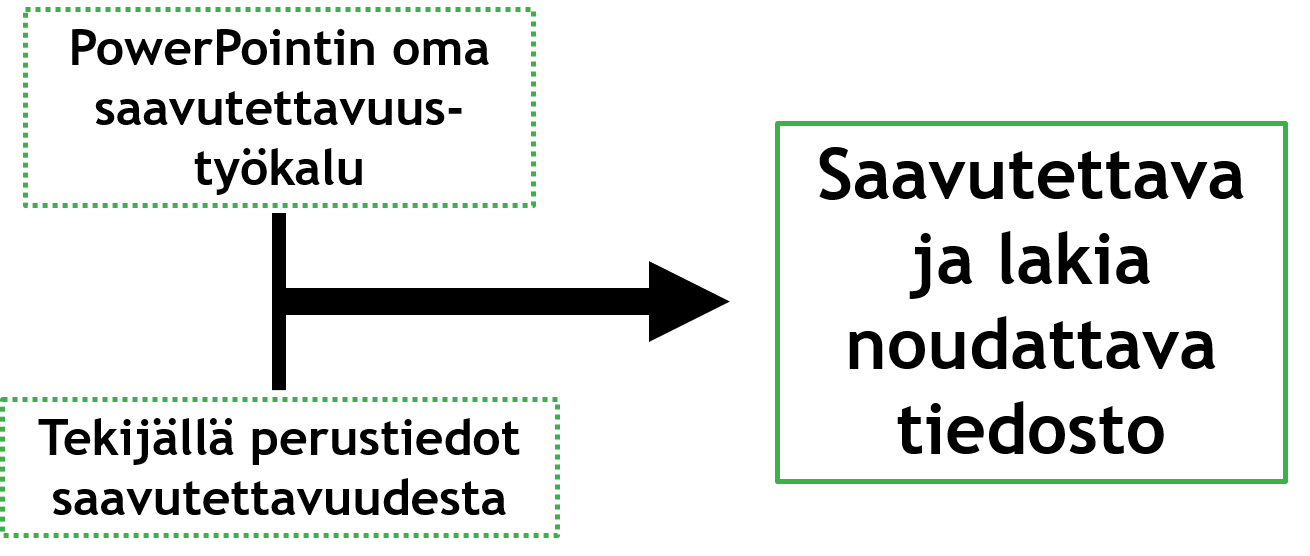 PowerPointin oma
saavutettavuus-
työkalu
Tekijällä perustiedot
saavutettavuudesta
Saavutettava
ja lakia
noudattava
tiedosto